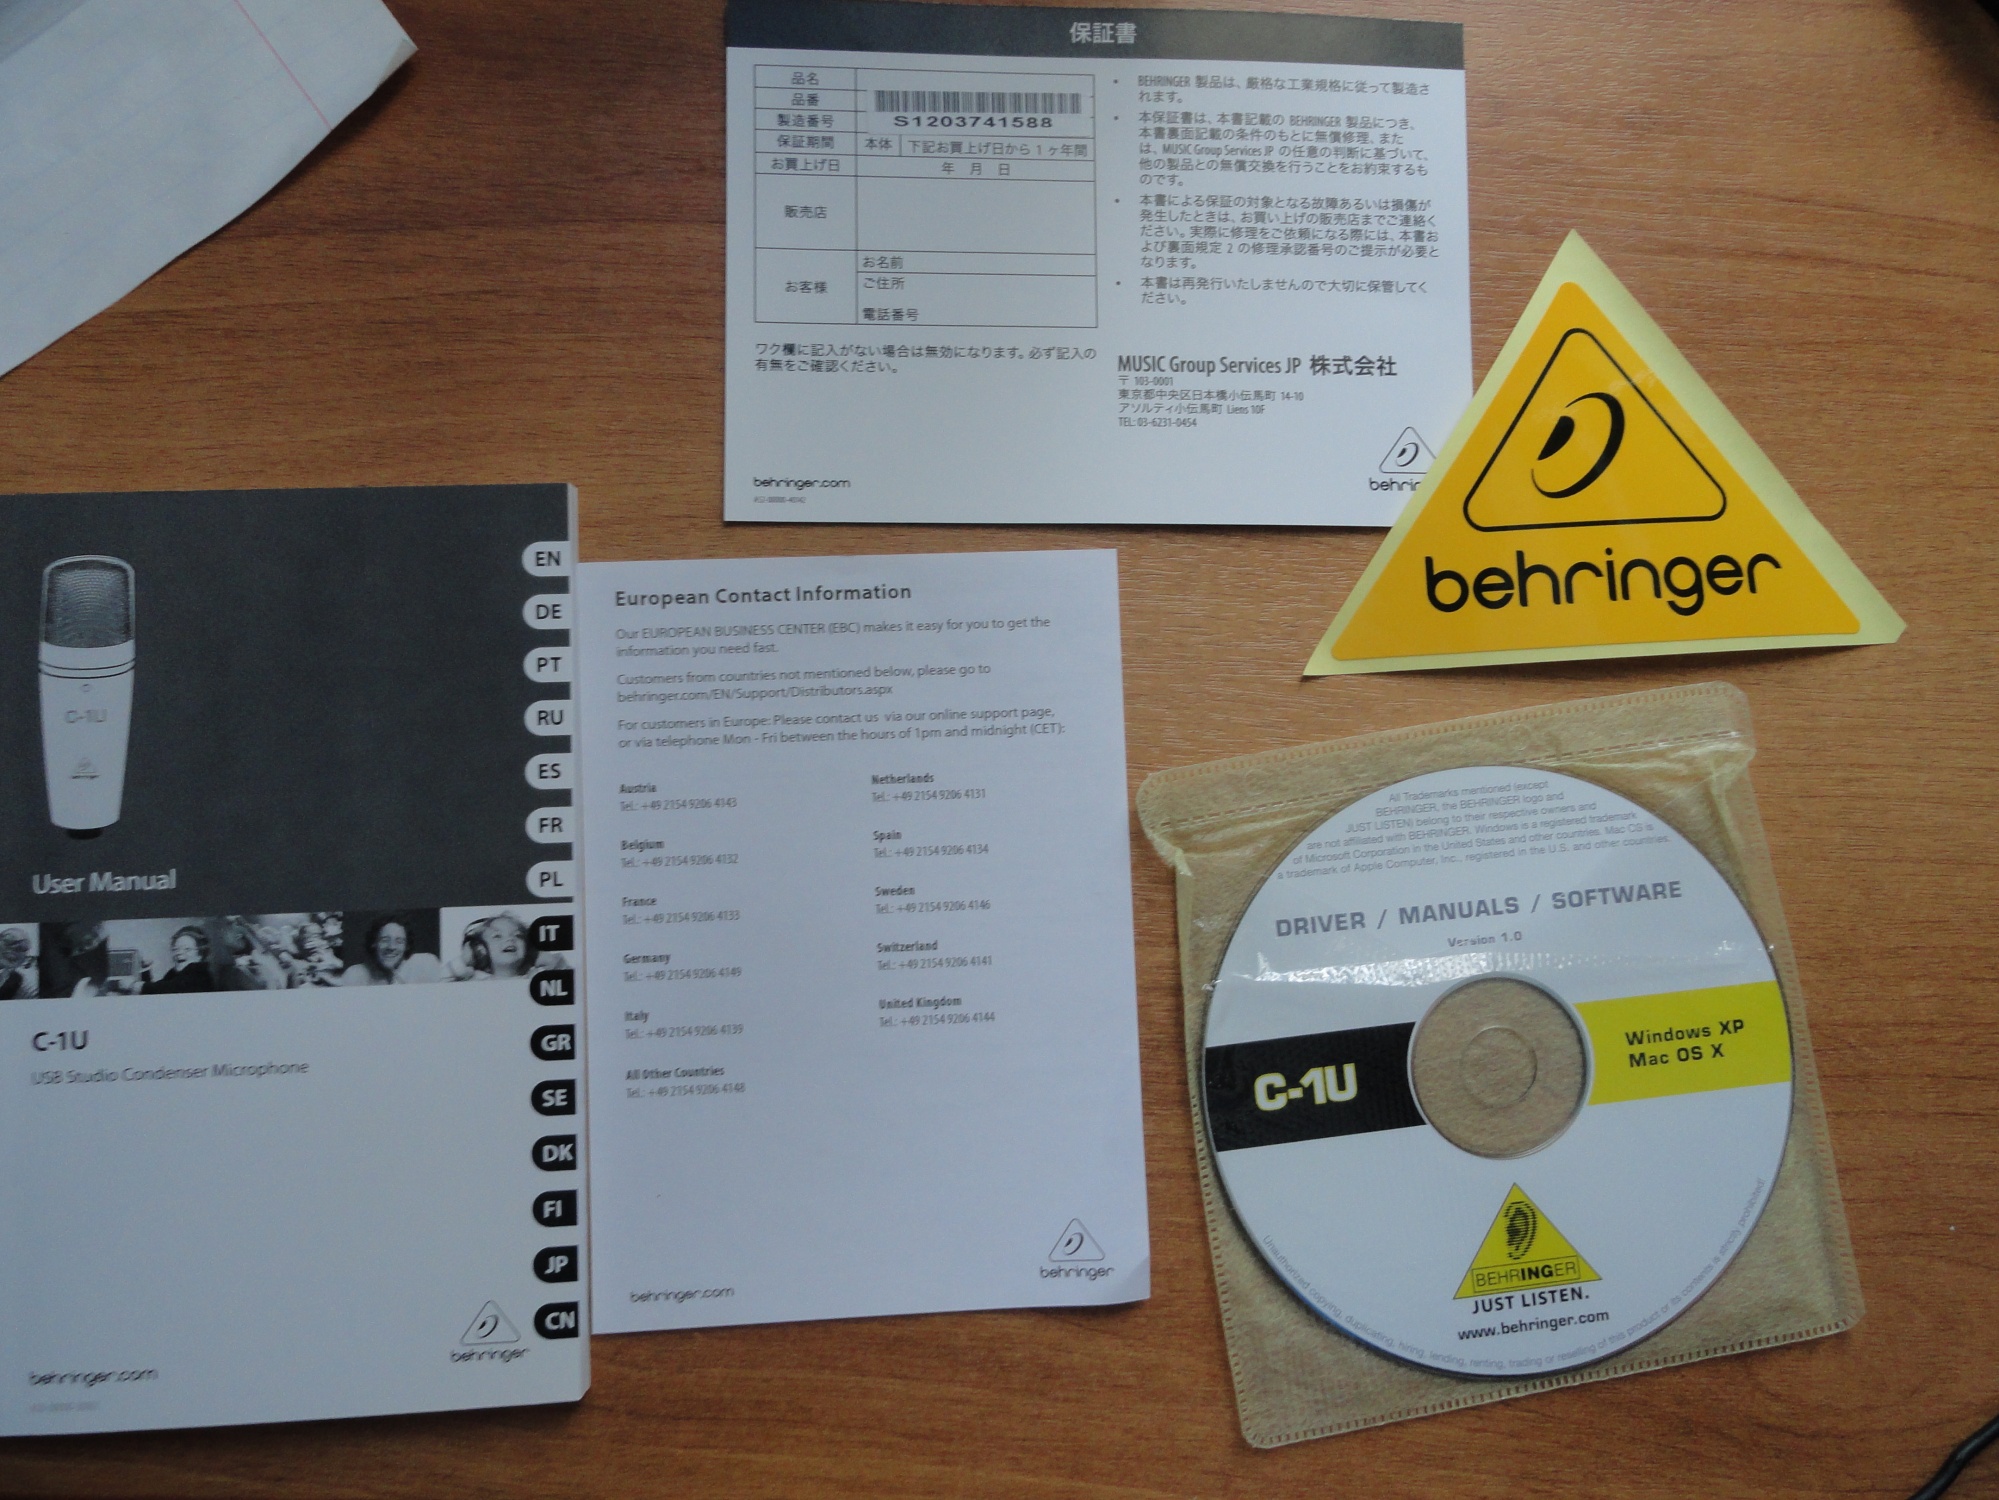 保証書
品名
品番
製造番号
S1203741588
保証期間
本体
下記お買上げ日から1ヶ年間
お買上げ日
年 月 日
販売店
お客様
お名前
ご住所
電話番号
ワク欄に記入がない場合は無効になります。必ず記入の
有無をご確認ください。
• BEHRINGER 製品は、厳格な工業規格に従って製造さ
れます。
• 本保証書は、本書記載の BEHRINGER 製品につき、
本書裏面記載の条件のもとに無償修理、また
は、MUSIC Group Services JP の任意の判断に基づいて、
他の製品との無償交換を行うことをお約束するも
のです。
• 本書による保証の対象となる故障あるいは損傷が
発生したときは、お買い上げの販売店までご連絡く
ださい。実際に修理をご依頼になる際には、本書お
よび裏面規定 2 の修理承認番号のご提示が必要と
なります。
• 本書は再発行いたしませんので大切に保管してく
ださい。
MUSIC Group Services JP 株式会社
〒 103-0001
東京都中央区日本橋小伝馬町 14-10
アソルティ小伝馬町 Liens 10F
TEL: 03-6231-0454
behringer.com
behrin
behringer
C-1U
behringer
User Manual
C-1U
USB Studio Condenser Microphone
EN
DE
PT
RU
ES
FR
PL
IT
NL
GR
SE
DK
FI
JP
CN
behringer
behringer.com
European Contact Information
Our EUROPEAN BUSINESS CENTER (EBC) makes it easy for you to get the
information you need fast.
Customers from countries not mentioned below, please go to
behringer.com/EN/Support/Distributors.aspx
For customers in Europe: Please contact us via our online support page,
or via telephone Mon - Fri between the hours of 1pm and midnight (CET):
Austria
Tel.: +49 2154 9206 4143
Belgium
Tel.: +49 2154 9206 4132
France
Tel.: +49 2154 9206 4133
Germany
Tel.: +49 2154 9206 4149
Italy
Tel.: +49 2154 9206 4139
All Other Countries
Tel.: +49 2154 9206 4148
Netherlands
Tel.: +49 2154 9206 4131
Spain
Tel.: +49 2154 9206 4134
Sweden
Tel.: +49 2154 9206 4146
Switzerland
Tel.: +49 2154 9206 4141
United Kingdom
Tel.: +49 2154 9206 4144
behringer
behringer.com
All Trademarks mentioned (except
BEHRINGER, the BEHRINGER logo and
JUST LISTEN) belong to their respective owners and
are not affiliated with BEHRINGER. Windows is a registered trademark
of Microsoft Corporation in the United States and other countries. Mac OS is
a trademark of Apple Computer, Inc., registered in the U.S. and other countries.
DRIVER / MANUALS / SOFTWARE
Version 1.0
C-1U
Windows XP
Mac OS X
BEHRINGER
JUST LISTEN.
www.behringer.com
Unauthorized copying, duplicating, hiring, lending, renting, trading or reselling of this product or its contents is strictly prohibited!